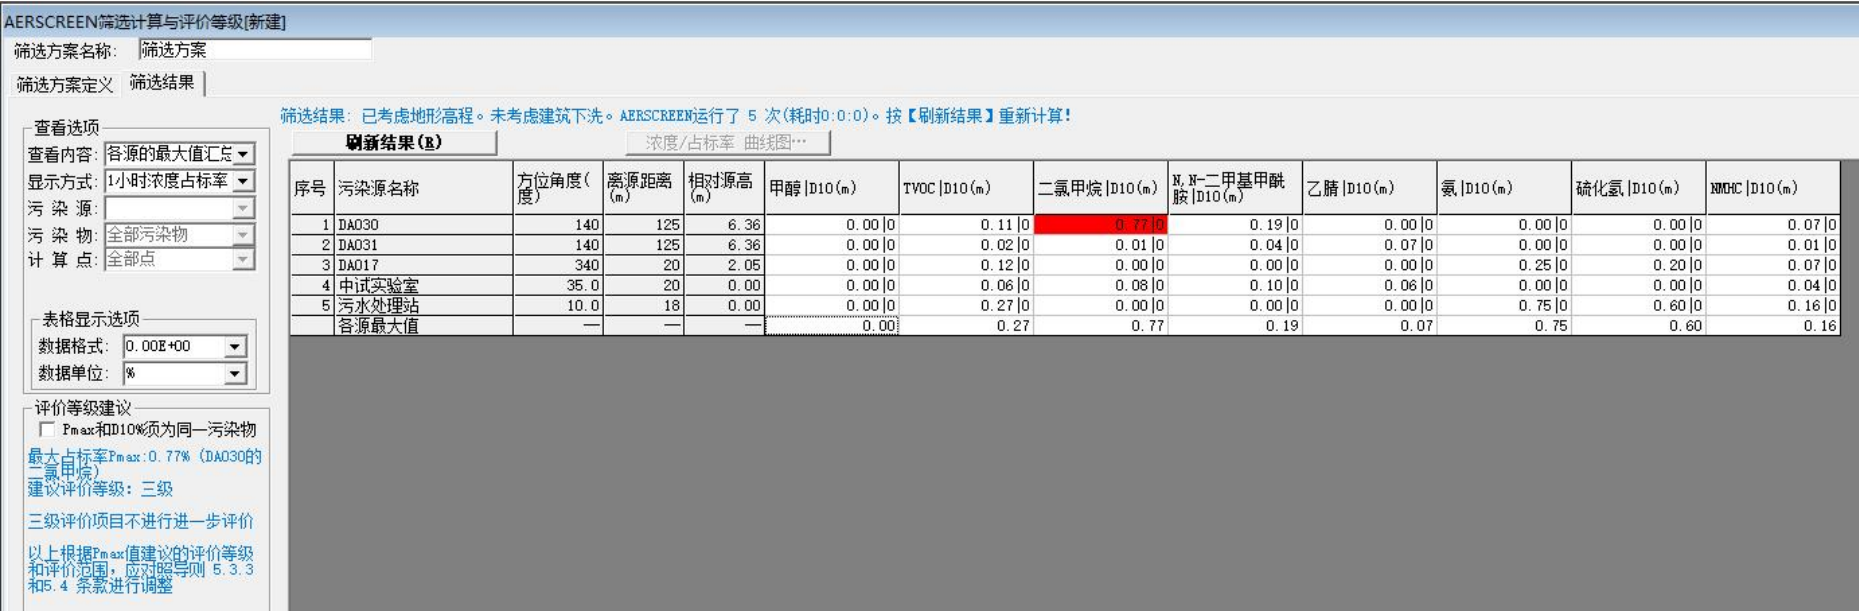 AERSCREEN筛选计算与评价等级[新建]
筛选方案名称: 筛选方案
筛选方案定义 筛选结果
筛选结果: 已考虑地形高程。未考虑建筑下洗。AERSCREEN运行了 5 次(耗时0:0:0)。按【刷新结果】重新计算!
刷新结果(R) 浓度/占标率 曲线图…
查看选项
查看内容: 各源的最大值汇总
显示方式: 1小时浓度占标率
污 染 源:
污 染 物: 全部污染物
计 算 点: 全部点
表格显示选项
数据格式: 0.00E+00
数据单位: %
评价等级建议
Pmax和D10%须为同一污染物
最大占标率Pmax:0.77% (DA030的
二氯甲烷)
建议评价等级: 三级
三级评价项目不进行进一步评价
以上根据Pmax值建议的评价等级
和评价范围,应对照导则 5.3.3
和5.4 条款进行调整
序号 污染源名称 方位角度(度) 离源距离(m) 相对源高(m) 甲醇|D10(m) TVOC|D10(m) 二氯甲烷|D10(m) N,N-二甲基甲酰胺|D10(m) 乙腈|D10(m) 氨|D10(m) 硫化氢|D10(m) NMHC|D10(m)
1 DA030 140 125 6.36 0.00|0 0.11|0 0.77|0 0.19|0 0.00|0 0.00|0 0.00|0 0.07|0
2 DA031 140 125 6.36 0.00|0 0.02|0 0.01|0 0.04|0 0.07|0 0.00|0 0.00|0 0.01|0
3 DA017 340 20 2.05 0.00|0 0.12|0 0.00|0 0.00|0 0.00|0 0.25|0 0.20|0 0.07|0
4 中试实验室 35.0 20 0.00 0.00|0 0.06|0 0.08|0 0.10|0 0.06|0 0.00|0 0.00|0 0.04|0
5 污水处理站 10.0 18 0.00 0.00|0 0.27|0 0.00|0 0.00|0 0.00|0 0.75|0 0.60|0 0.16|0
各源最大值 — — — 0.00 0.27 0.77 0.19 0.07 0.75 0.60 0.16